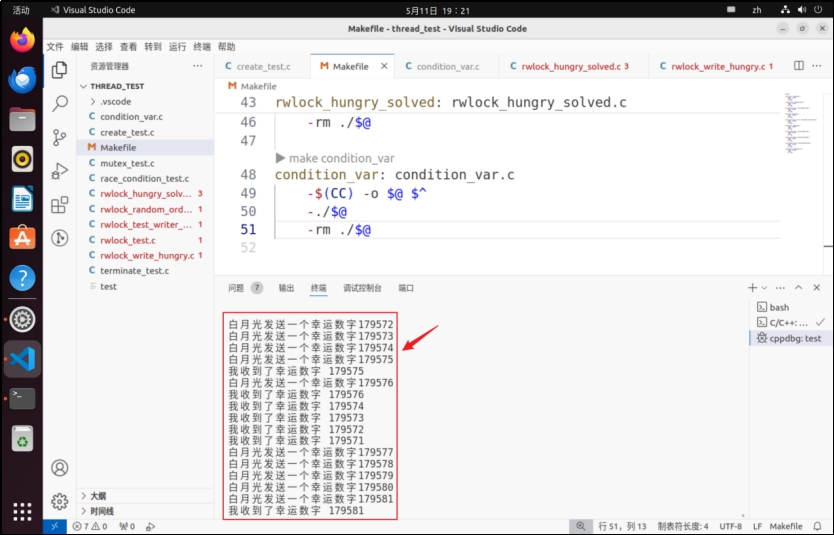 活动
Visual Studio Code
5月11日 19：21
zh
Makefile - thread_test - Visual Studio Code
文件 编辑 选择 查看 转到 运行 终端 帮助
资源管理器
THREAD_TEST
.vscode
C condition_var.c
C create_test.c
M Makefile
C mutex_test.c
C race_condition_test.c
C rwlock_hungry_solv... 3
C rwlock_random_ord... 1
C rwlock_test_writer_... 1
C rwlock_test.c 1
C rwlock_write_hungry.c 1
C terminate_test.c
test
大纲
时间线
C create_test.c
M Makefile
C condition_var.c
C rwlock_hungry_solved.c 3
C rwlock_write_hungry.c 1
M Makefile
43 rwlock_hungry_solved: rwlock_hungry_solved.c
46 -rm ./$@
47
make condition_var
48 condition_var: condition_var.c
49 -$(CC) -o $@ $^
50 -./$@
51 -rm ./$@
52
问题 7 输出 终端 调试控制台 端口
白月光发送一个幸运数字179572
白月光发送一个幸运数字179573
白月光发送一个幸运数字179574
白月光发送一个幸运数字179575
我收到了幸运数字 179575
白月光发送一个幸运数字179576
我收到了幸运数字 179576
我收到了幸运数字 179574
我收到了幸运数字 179573
我收到了幸运数字 179572
我收到了幸运数字 179571
白月光发送一个幸运数字179577
白月光发送一个幸运数字179578
白月光发送一个幸运数字179579
白月光发送一个幸运数字179580
白月光发送一个幸运数字179581
我收到了幸运数字 179581
bash
C/C++: ...
cppdbg: test
7 0
0
行 51，列 13 制表符长度: 4 UTF-8 LF Makefile